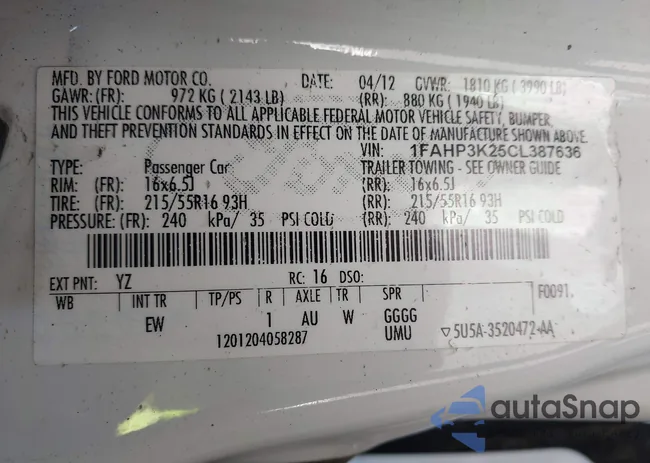 MFD. BY FORD MOTOR CO. DATE: 04/12 GVWR: 1810 KG (3990 LB)
GAWR: (FR): 972 KG (2143 LB) (RR): 880 KG (1940 LB)
THIS VEHICLE CONFORMS TO ALL APPLICABLE FEDERAL MOTOR VEHICLE SAFETY, BUMPER,
AND THEFT PREVENTION STANDARDS IN EFFECT ON THE DATE OF MANUFACTURE SHOWN ABOVE.
VIN: 1FAHP3K25CL387636
TYPE: Passenger Car TRAILER TOWING - SEE OWNER GUIDE
RIM: (FR): 16x6.5J (RR): 16x6.5J
TIRE: (FR): 215/55R16 93H (RR): 215/55R16 93H
PRESSURE: (FR): 240 kPa/ 35 PSI COLD (RR): 240 kPa/ 35 PSI COLD
EXT PNT: YZ RC: 16 DSO: F0091.
WB INT TR TP/PS R AXLE TR SPR
EW 1 AU W GGGG
1201204058287 UMU ▽5U5A-3520472-AA
autoSnap